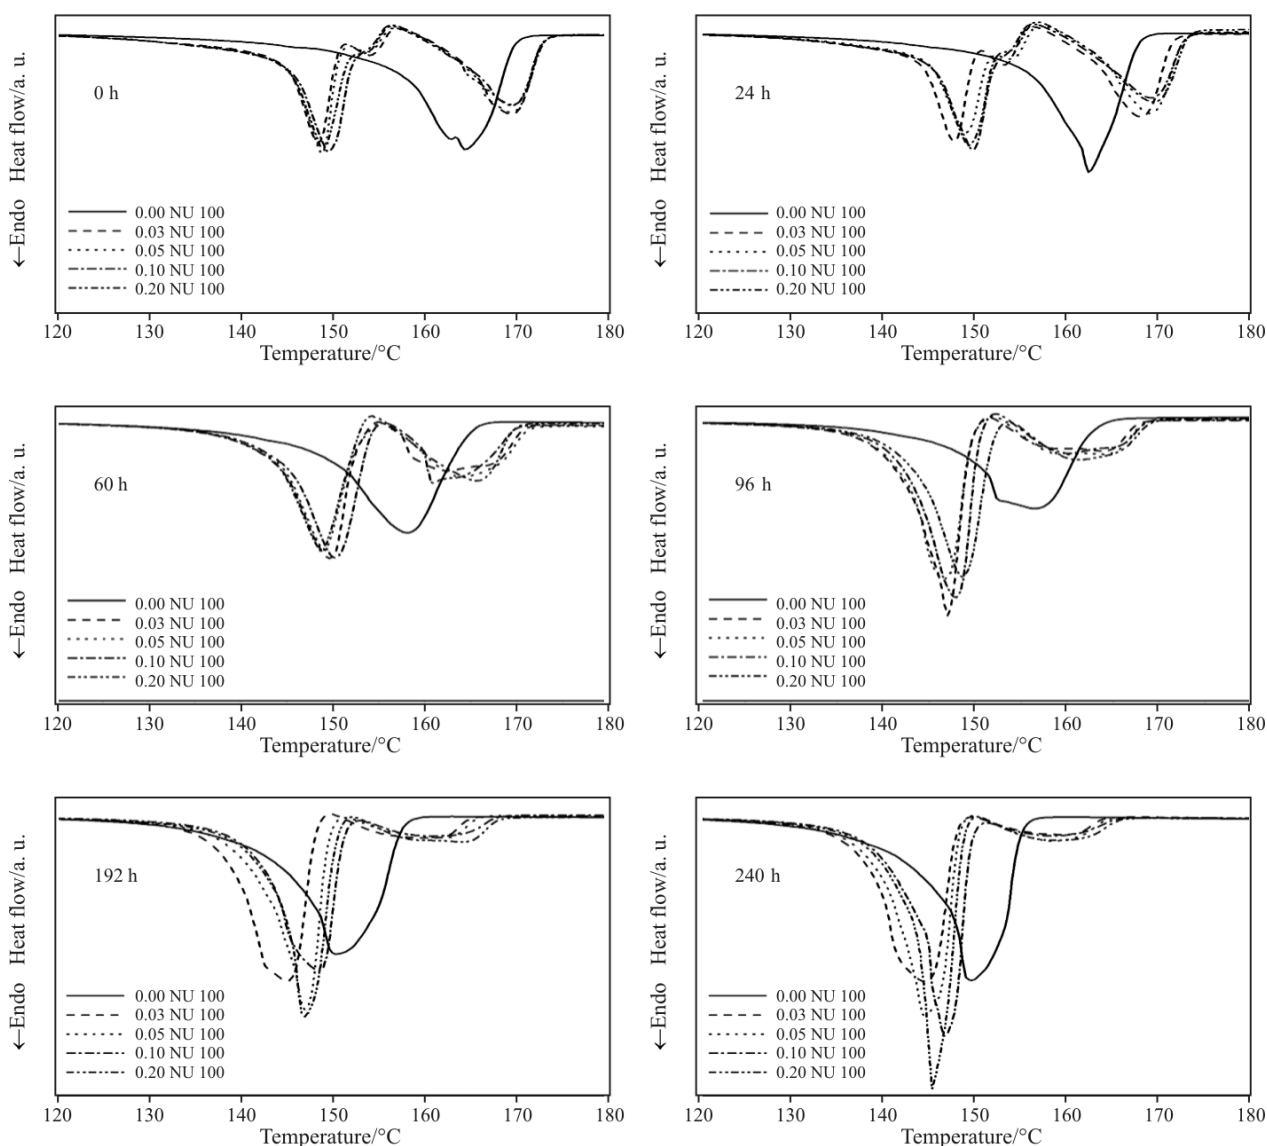 ←Endo   Heat flow/a. u.
0 h
0.00 NU 100
0.03 NU 100
0.05 NU 100
0.10 NU 100
0.20 NU 100
120 130 140 150 160 170 180
Temperature/°C
←Endo   Heat flow/a. u.
24 h
0.00 NU 100
0.03 NU 100
0.05 NU 100
0.10 NU 100
0.20 NU 100
120 130 140 150 160 170 180
Temperature/°C
←Endo   Heat flow/a. u.
60 h
0.00 NU 100
0.03 NU 100
0.05 NU 100
0.10 NU 100
0.20 NU 100
120 130 140 150 160 170 180
Temperature/°C
←Endo   Heat flow/a. u.
96 h
0.00 NU 100
0.03 NU 100
0.05 NU 100
0.10 NU 100
0.20 NU 100
120 130 140 150 160 170 180
Temperature/°C
←Endo   Heat flow/a. u.
192 h
0.00 NU 100
0.03 NU 100
0.05 NU 100
0.10 NU 100
0.20 NU 100
120 130 140 150 160 170 180
Temperature/°C
←Endo   Heat flow/a. u.
240 h
0.00 NU 100
0.03 NU 100
0.05 NU 100
0.10 NU 100
0.20 NU 100
120 130 140 150 160 170 180
Temperature/°C